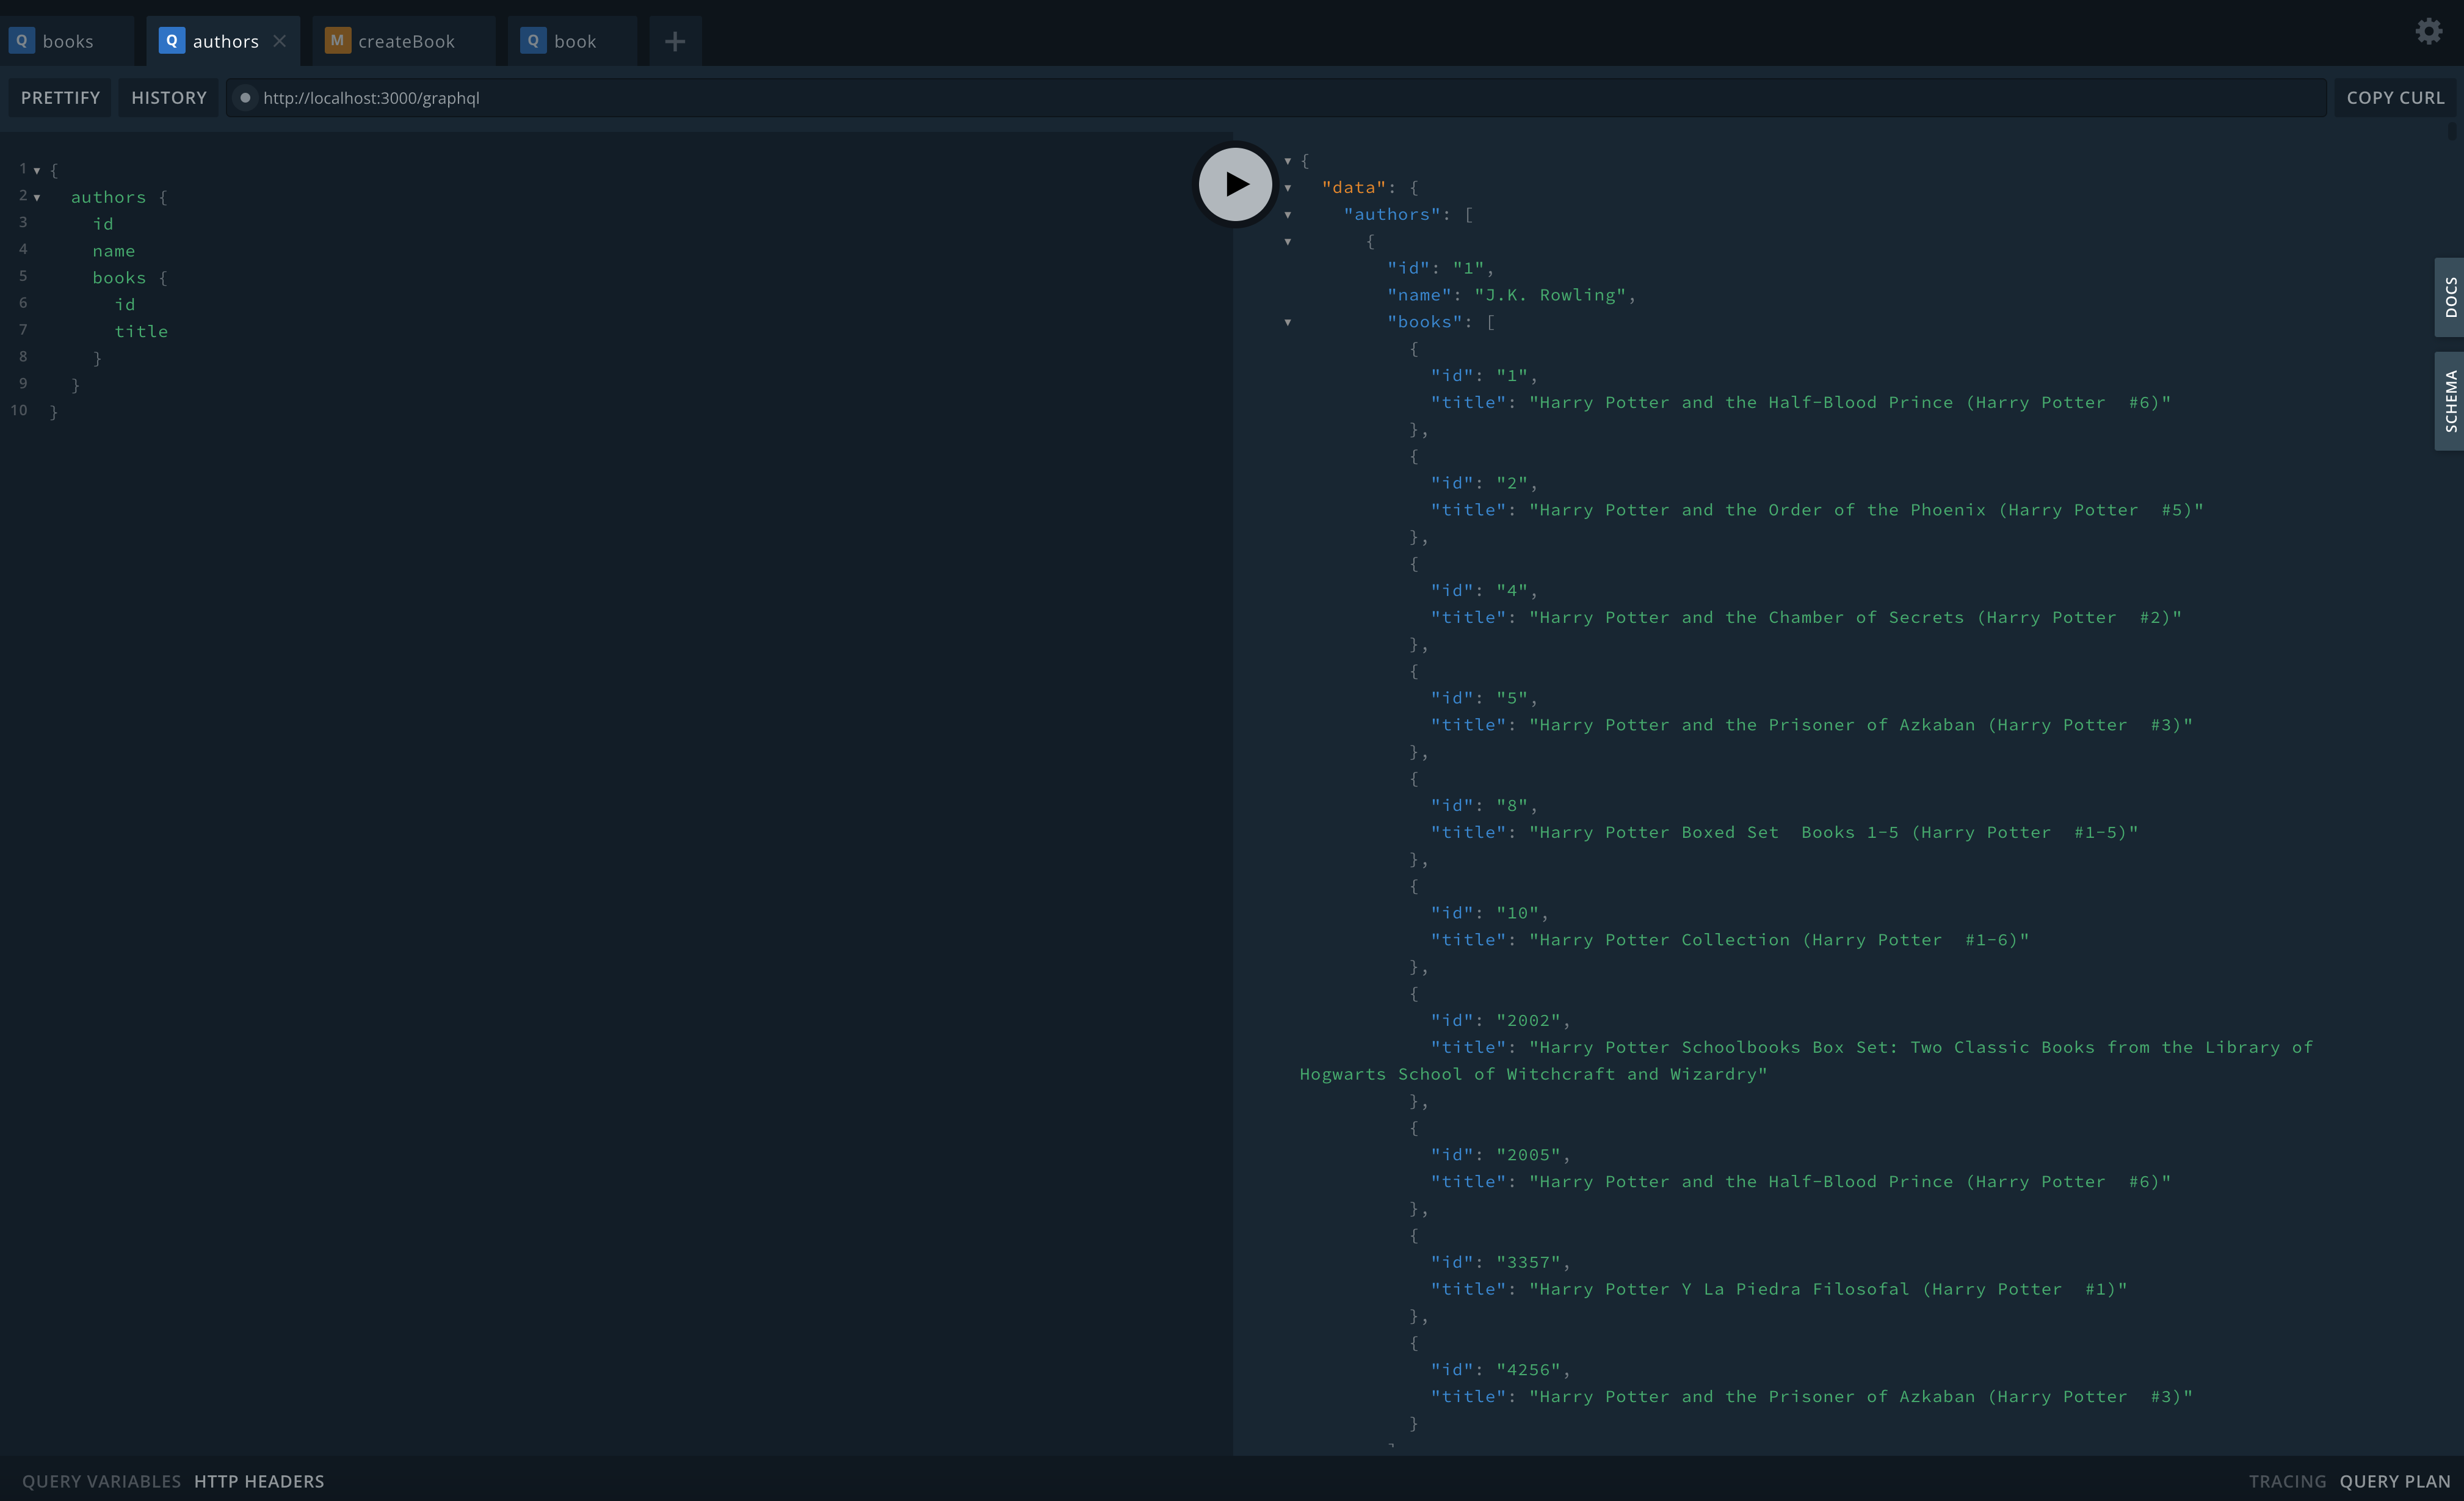 Q books Q authors × M createBook Q book +
PRETTIFY HISTORY http://localhost:3000/graphql COPY CURL
1 {
2 authors {
3 id
4 name
5 books {
6 id
7 title
8 }
9 }
10 }
{
"data": {
"authors": [
{
"id": "1",
"name": "J.K. Rowling",
"books": [
{
"id": "1",
"title": "Harry Potter and the Half-Blood Prince (Harry Potter  #6)"
},
{
"id": "2",
"title": "Harry Potter and the Order of the Phoenix (Harry Potter  #5)"
},
{
"id": "4",
"title": "Harry Potter and the Chamber of Secrets (Harry Potter  #2)"
},
{
"id": "5",
"title": "Harry Potter and the Prisoner of Azkaban (Harry Potter  #3)"
},
{
"id": "8",
"title": "Harry Potter Boxed Set  Books 1-5 (Harry Potter  #1-5)"
},
{
"id": "10",
"title": "Harry Potter Collection (Harry Potter  #1-6)"
},
{
"id": "2002",
"title": "Harry Potter Schoolbooks Box Set: Two Classic Books from the Library of
Hogwarts School of Witchcraft and Wizardry"
},
{
"id": "2005",
"title": "Harry Potter and the Half-Blood Prince (Harry Potter  #6)"
},
{
"id": "3357",
"title": "Harry Potter Y La Piedra Filosofal (Harry Potter  #1)"
},
{
"id": "4256",
"title": "Harry Potter and the Prisoner of Azkaban (Harry Potter  #3)"
}
DOCS
SCHEMA
QUERY VARIABLES HTTP HEADERS TRACING QUERY PLAN